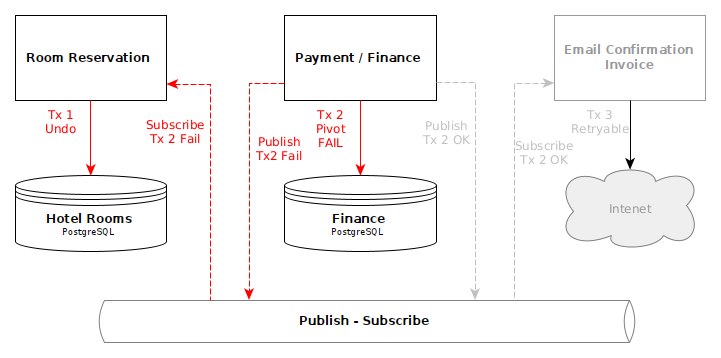 Room Reservation
Payment / Finance
Email Confirmation
Invoice
Tx 1
Undo
Subscribe
Tx 2 Fail
Publish
Tx2 Fail
Tx 2
Pivot
FAIL
Publish
Tx 2 OK
Subscribe
Tx 2 OK
Tx 3
Retryable
Hotel Rooms
PostgreSQL
Finance
PostgreSQL
Intenet
Publish - Subscribe